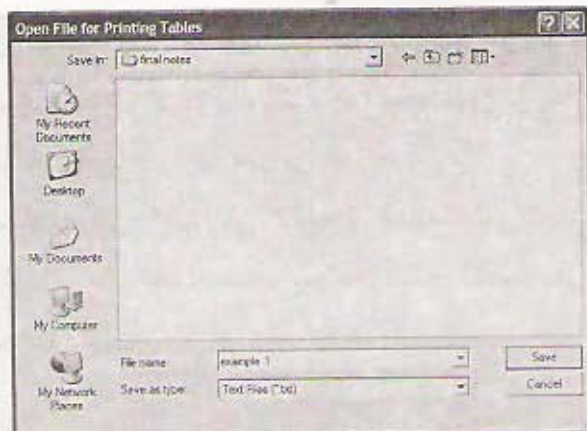 Open File for Printing Tables
Save in: final notes
My Recent
Documents
Desktop
My Documents
My Computer
My Network
Places
File name: example 1
Save as type: Text Files (*.txt)
Save
Cancel